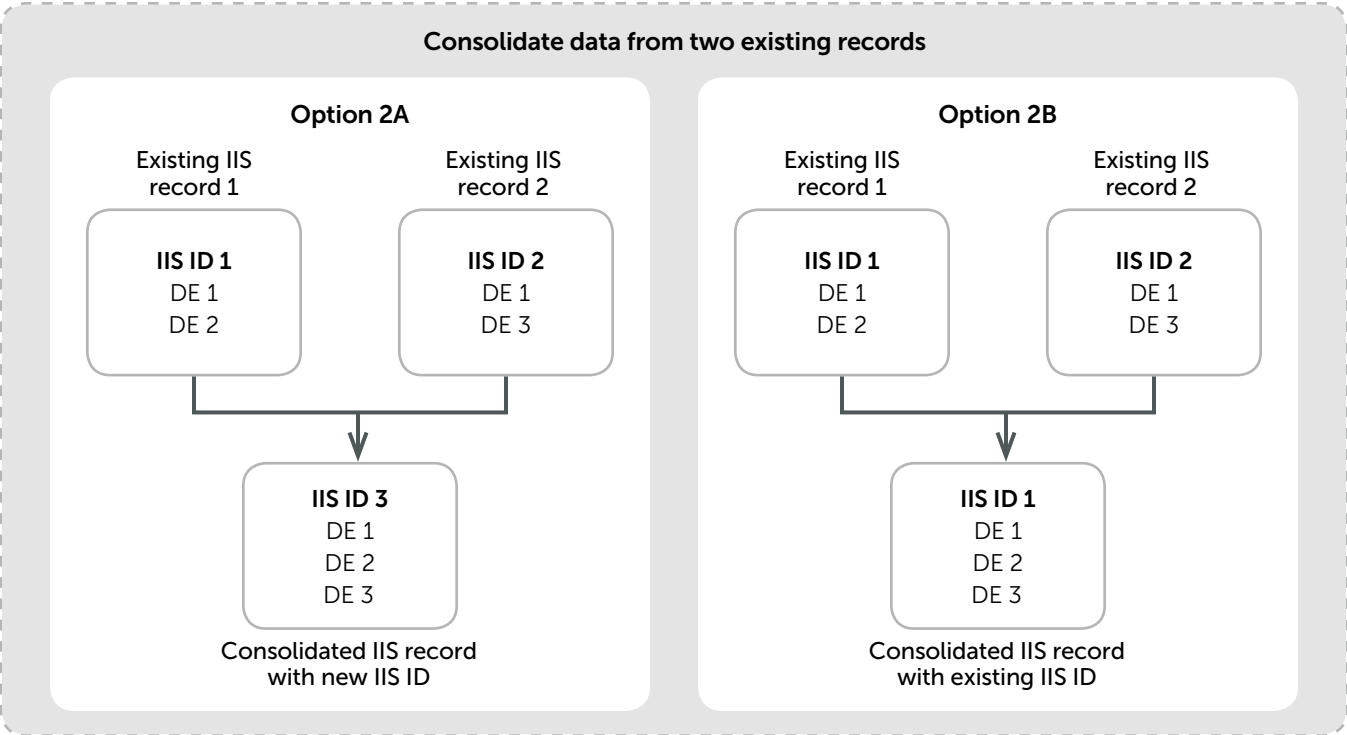 Consolidate data from two existing records
Option 2A
Existing IIS
record 1
Existing IIS
record 2
IIS ID 1
DE 1
DE 2
IIS ID 2
DE 1
DE 3
IIS ID 3
DE 1
DE 2
DE 3
Consolidated IIS record
with new IIS ID
Option 2B
Existing IIS
record 1
Existing IIS
record 2
IIS ID 1
DE 1
DE 2
IIS ID 2
DE 1
DE 3
IIS ID 1
DE 1
DE 2
DE 3
Consolidated IIS record
with existing IIS ID